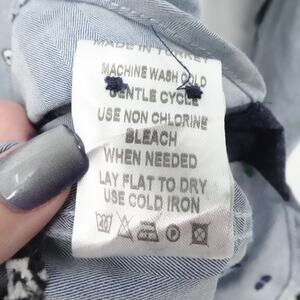 MADE IN TURKEY
MACHINE WASH COLD
GENTLE CYCLE
USE NON CHLORINE
BLEACH
WHEN NEEDED
LAY FLAT TO DRY
USE COLD IRON